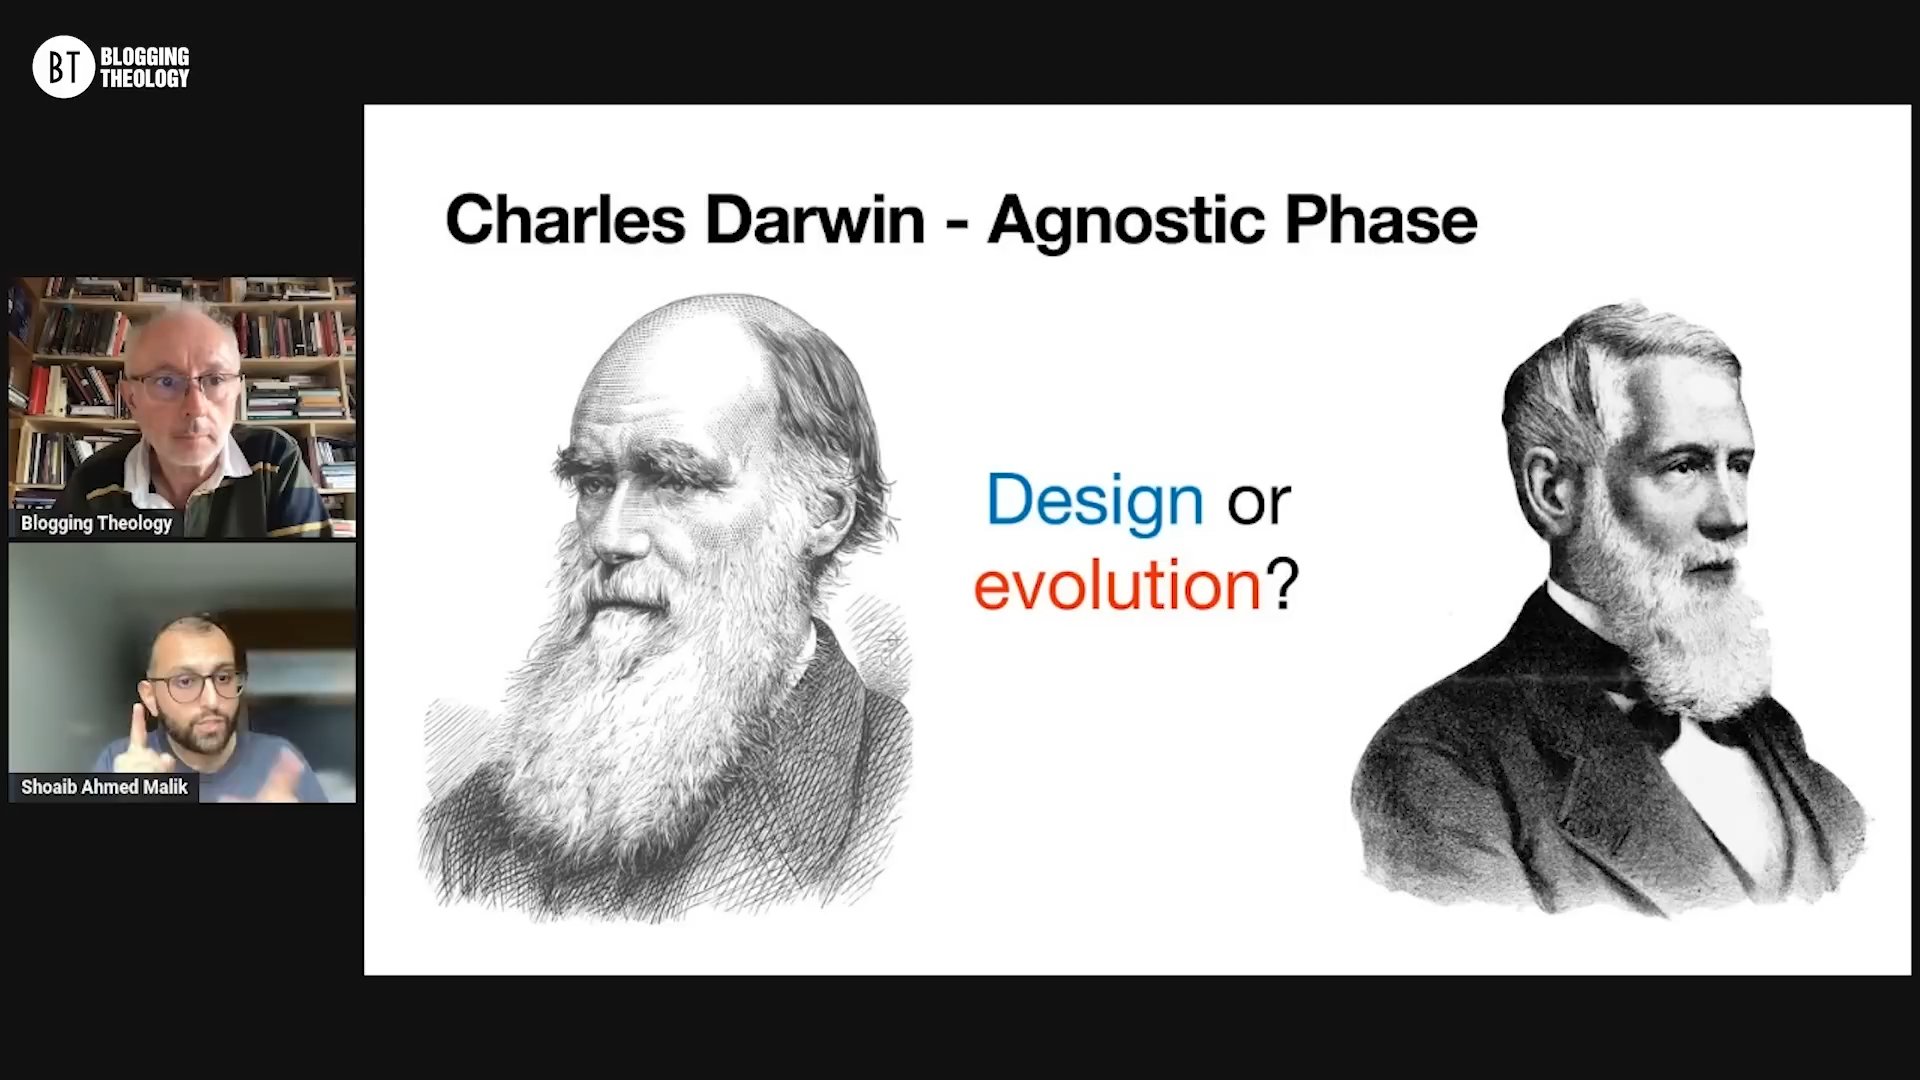 BT
BLOGGING
THEOLOGY
Charles Darwin - Agnostic Phase
Design or
evolution?
Blogging Theology
Shoaib Ahmed Malik